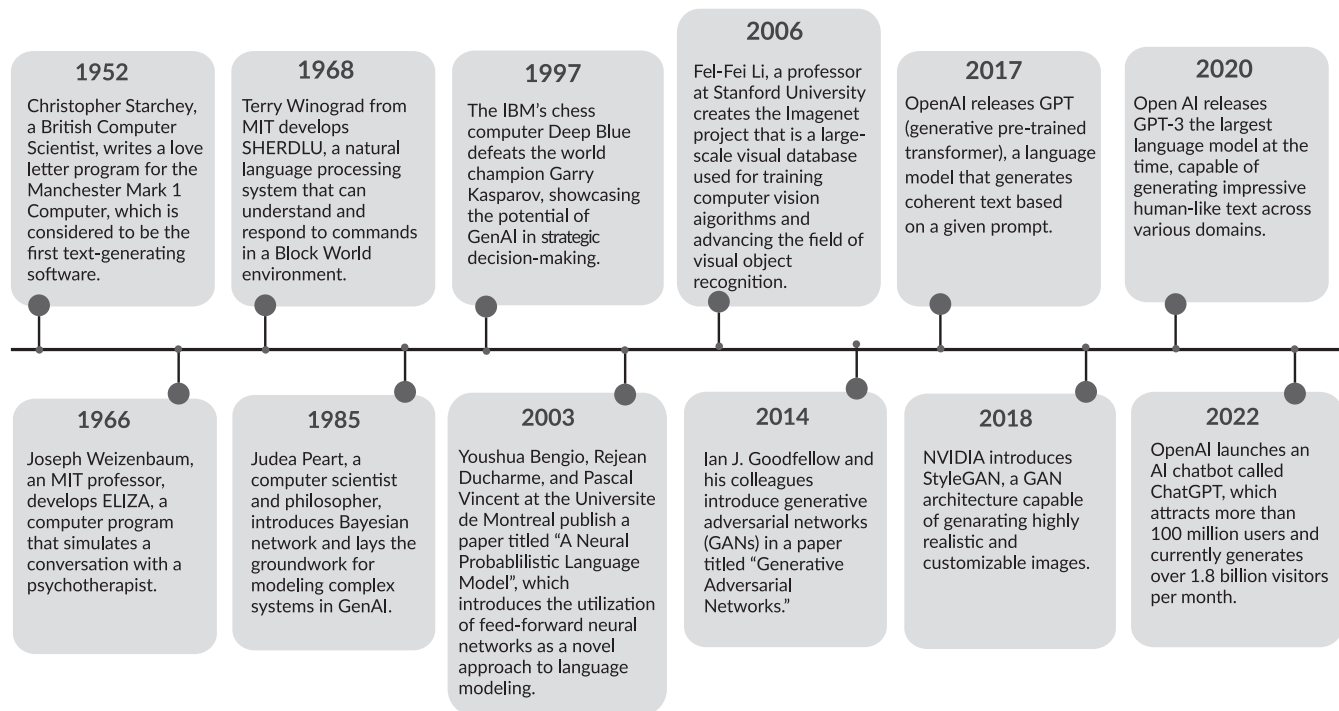 1952
Christopher Starchey,
a British Computer
Scientist, writes a love
letter program for the
Manchester Mark 1
Computer, which is
considered to be the
first text-generating
software.
1968
Terry Winograd from
MIT develops
SHERDLU, a natural
language processing
system that can
understand and
respond to commands
in a Block World
environment.
1997
The IBM's chess
computer Deep Blue
defeats the world
champion Garry
Kasparov, showcasing
the potential of
GenAI in strategic
decision-making.
2006
Fel-Fei Li, a professor
at Stanford University
creates the Imagenet
project that is a large-
scale visual database
used for training
computer vision
aigorithms and
advancing the field of
visual object
recognition.
2017
OpenAI releases GPT
(generative pre-trained
transformer), a language
model that generates
coherent text based
on a given prompt.
2020
Open AI releases
GPT-3 the largest
language model at the
time, capable of
generating impressive
human-like text across
various domains.
1966
Joseph Weizenbaum,
an MIT professor,
develops ELIZA, a
computer program
that simulates a
conversation with a
psychotherapist.
1985
Judea Peart, a
computer scientist
and philosopher,
introduces Bayesian
network and lays the
groundwork for
modeling complex
systems in GenAI.
2003
Youshua Bengio, Rejean
Ducharme, and Pascal
Vincent at the Universite
de Montreal publish a
paper titled “A Neural
Probablilistic Language
Model”, which
introduces the utilization
of feed-forward neural
networks as a novel
approach to language
modeling.
2014
Ian J. Goodfellow and
his colleagues
introduce generative
adversarial networks
(GANs) in a paper
titled “Generative
Adversarial
Networks.”
2018
NVIDIA introduces
StyleGAN, a GAN
architecture capable
of genarating highly
realistic and
customizable images.
2022
OpenAI launches an
AI chatbot called
ChatGPT, which
attracts more than
100 million users and
currently generates
over 1.8 billion visitors
per month.